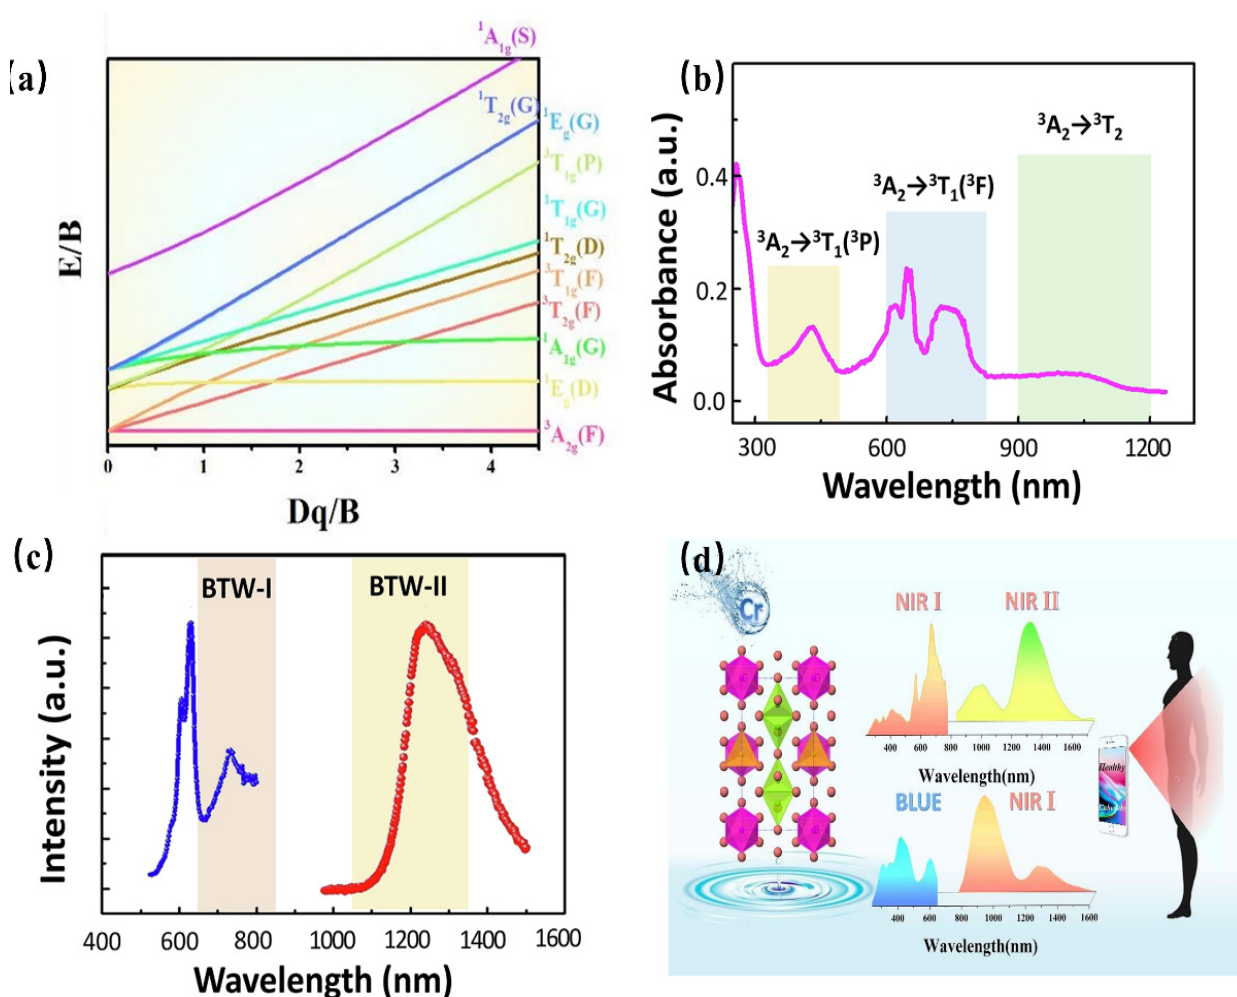 (a)
¹A₁g(S)
¹T₂g(G)
¹Eg(G)
³T₁g(P)
¹T₁g(G)
¹T₂g(D)
³T₁g(F)
³T₂g(F)
¹A₁g(G)
¹Eg(D)
³A₂g(F)
E/B
0 1 2 3 4
Dq/B
(b)
³A₂→³T₂
³A₂→³T₁(³F)
³A₂→³T₁(³P)
Absorbance (a.u.)
0.4
0.2
0.0
300 600 900 1200
Wavelength (nm)
(c)
BTW-I BTW-II
Intensity (a.u.)
400 600 800 1000 1200 1400 1600
Wavelength (nm)
(d)
Cr
NIR I NIR II
400 600 800 1000 1200 1400 1600
Wavelength(nm)
Healthy
BLUE NIR I
400 600 800 1000 1200 1400 1600
Wavelength(nm)